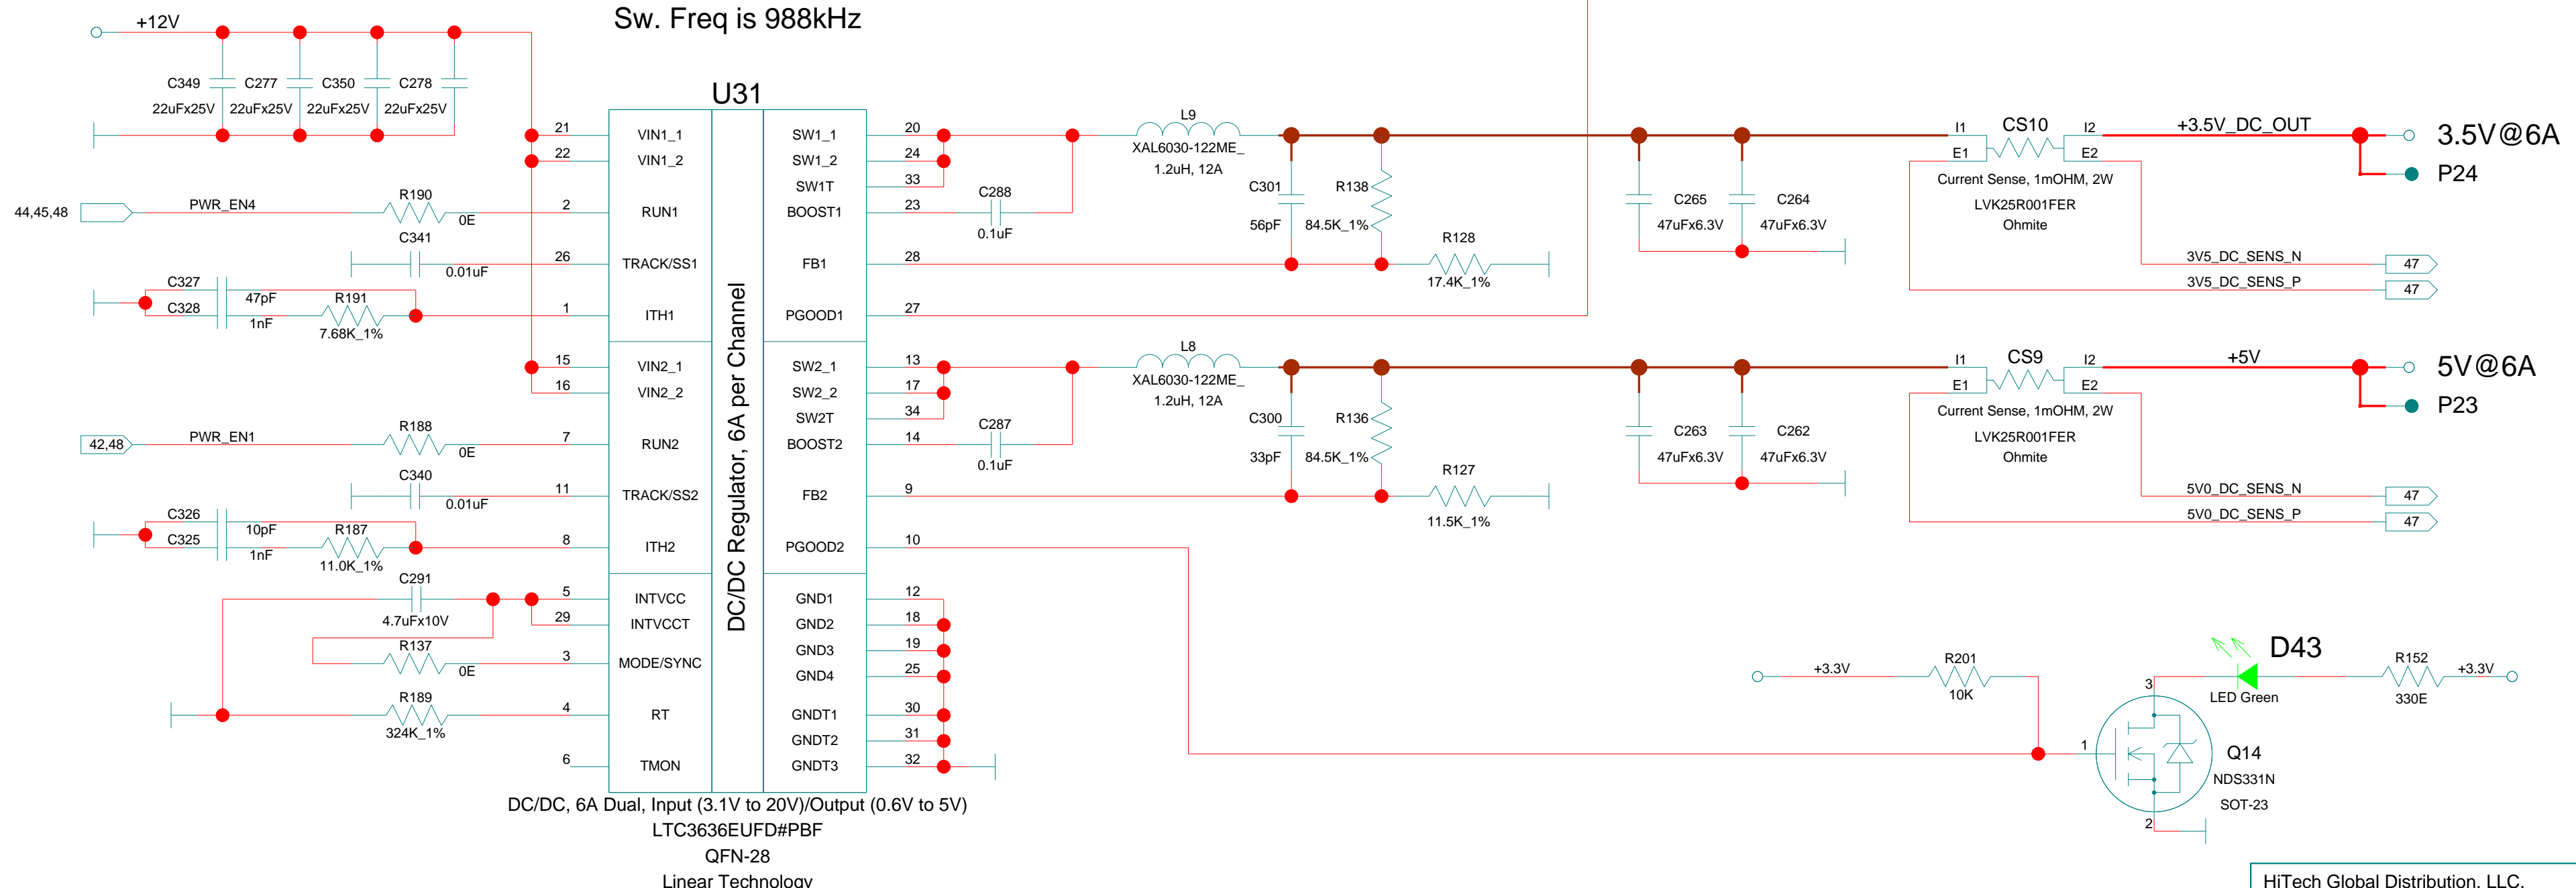 Sw. Freq is 988kHz
+12V
C349 C277 C350 C278
22uFx25V 22uFx25V 22uFx25V 22uFx25V
U31
DC/DC Regulator, 6A per Channel
21 VIN1_1
22 VIN1_2
44,45,48 PWR_EN4 R190 0E 2 RUN1
C341 0.01uF 26 TRACK/SS1
C327 47pF
C328 1nF R191 7.68K_1% 1 ITH1
15 VIN2_1
16 VIN2_2
42,48 PWR_EN1 R188 0E 7 RUN2
C340 0.01uF 11 TRACK/SS2
C326 10pF
C325 1nF R187 11.0K_1% 8 ITH2
C291 4.7uFx10V 5 INTVCC
29 INTVCCT
R137 0E 3 MODE/SYNC
R189 324K_1% 4 RT
6 TMON
SW1_1 20
SW1_2 24
SW1T 33
BOOST1 23 C288 0.1uF
FB1 28
PGOOD1 27
SW2_1 13
SW2_2 17
SW2T 34
BOOST2 14 C287 0.1uF
FB2 9
PGOOD2 10
GND1 12
GND2 18
GND3 19
GND4 25
GNDT1 30
GNDT2 31
GNDT3 32
DC/DC, 6A Dual, Input (3.1V to 20V)/Output (0.6V to 5V)
LTC3636EUFD#PBF
QFN-28
Linear Technology
L9
XAL6030-122ME_
1.2uH, 12A
C301 R138
56pF 84.5K_1%
R128
17.4K_1%
C265 C264
47uFx6.3V 47uFx6.3V
I1 CS10 I2
E1 E2
Current Sense, 1mOHM, 2W
LVK25R001FER
Ohmite
+3.5V_DC_OUT
3.5V@6A
P24
3V5_DC_SENS_N 47
3V5_DC_SENS_P 47
L8
XAL6030-122ME_
1.2uH, 12A
C300 R136
33pF 84.5K_1%
R127
11.5K_1%
C263 C262
47uFx6.3V 47uFx6.3V
I1 CS9 I2
E1 E2
Current Sense, 1mOHM, 2W
LVK25R001FER
Ohmite
+5V
5V@6A
P23
5V0_DC_SENS_N 47
5V0_DC_SENS_P 47
+3.3V R201
10K
D43
LED Green
R152 +3.3V
330E
3
1
2
Q14
NDS331N
SOT-23
HiTech Global Distribution, LLC.